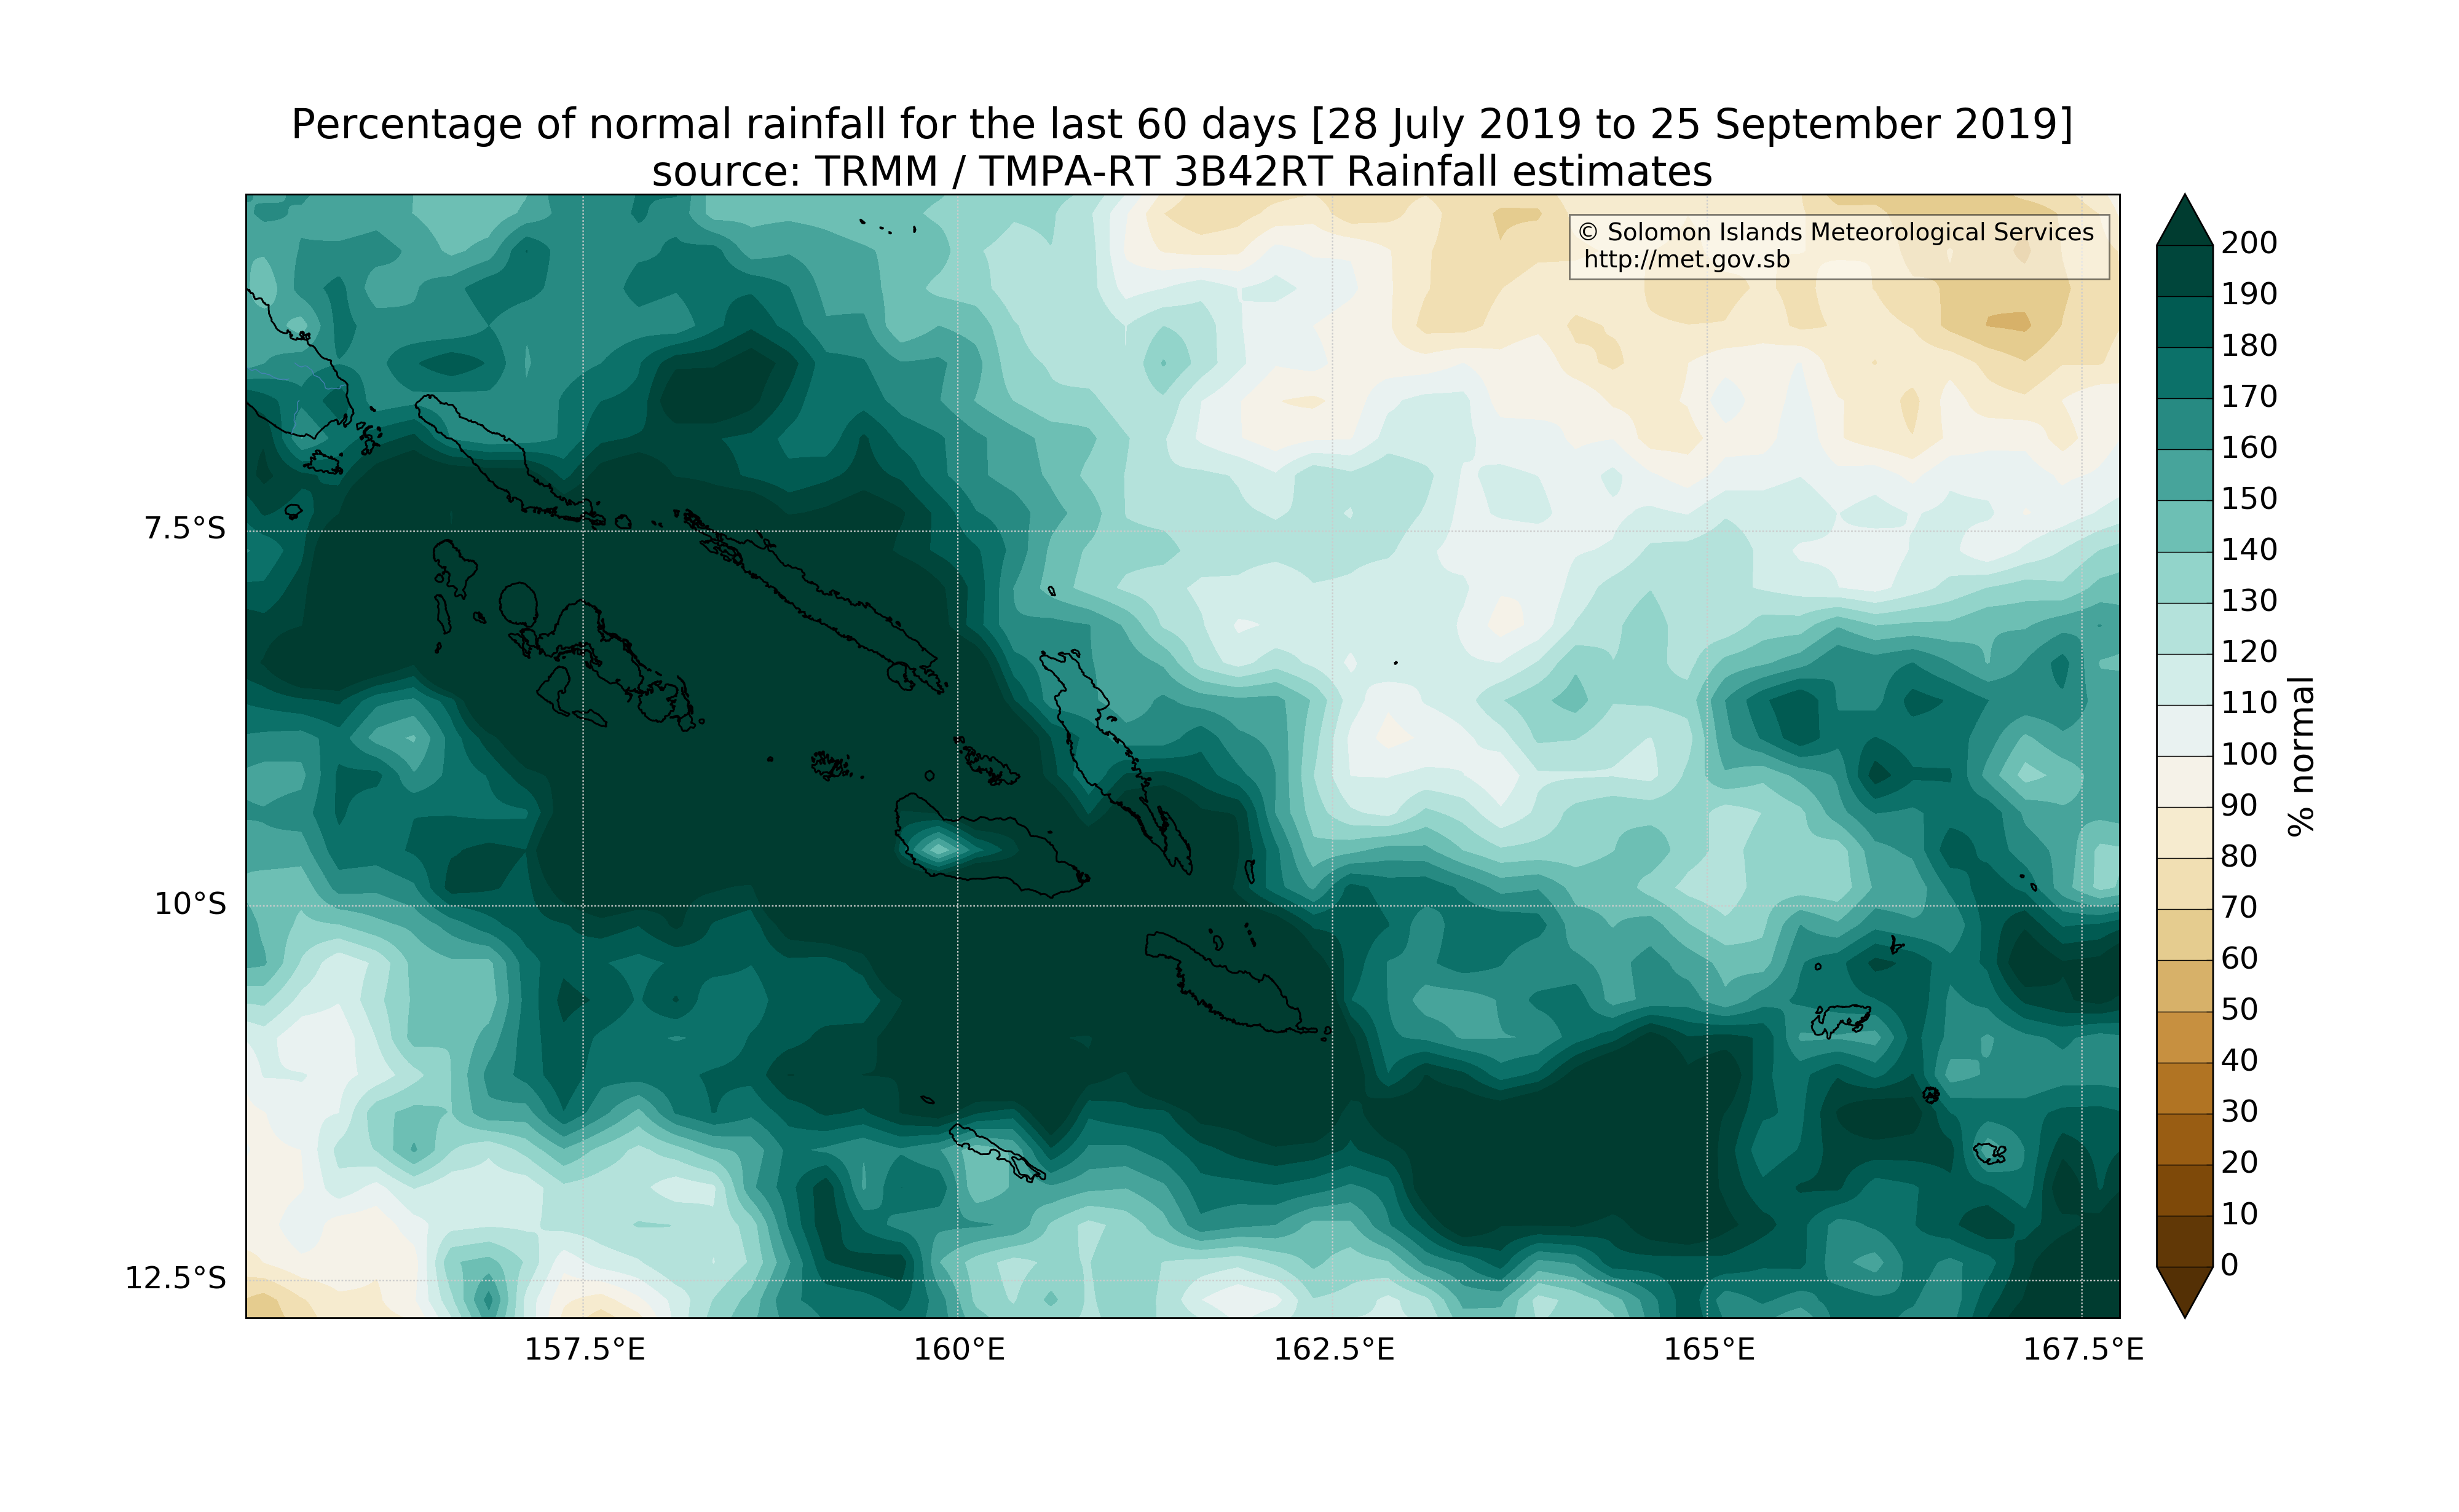 Percentage of normal rainfall for the last 60 days [28 July 2019 to 25 September 2019]
source: TRMM / TMPA-RT 3B42RT Rainfall estimates
© Solomon Islands Meteorological Services
http://met.gov.sb
7.5°S
10°S
12.5°S
157.5°E
160°E
162.5°E
165°E
167.5°E
200
190
180
170
160
150
140
130
120
110
100
90
80
70
60
50
40
30
20
10
0
% normal